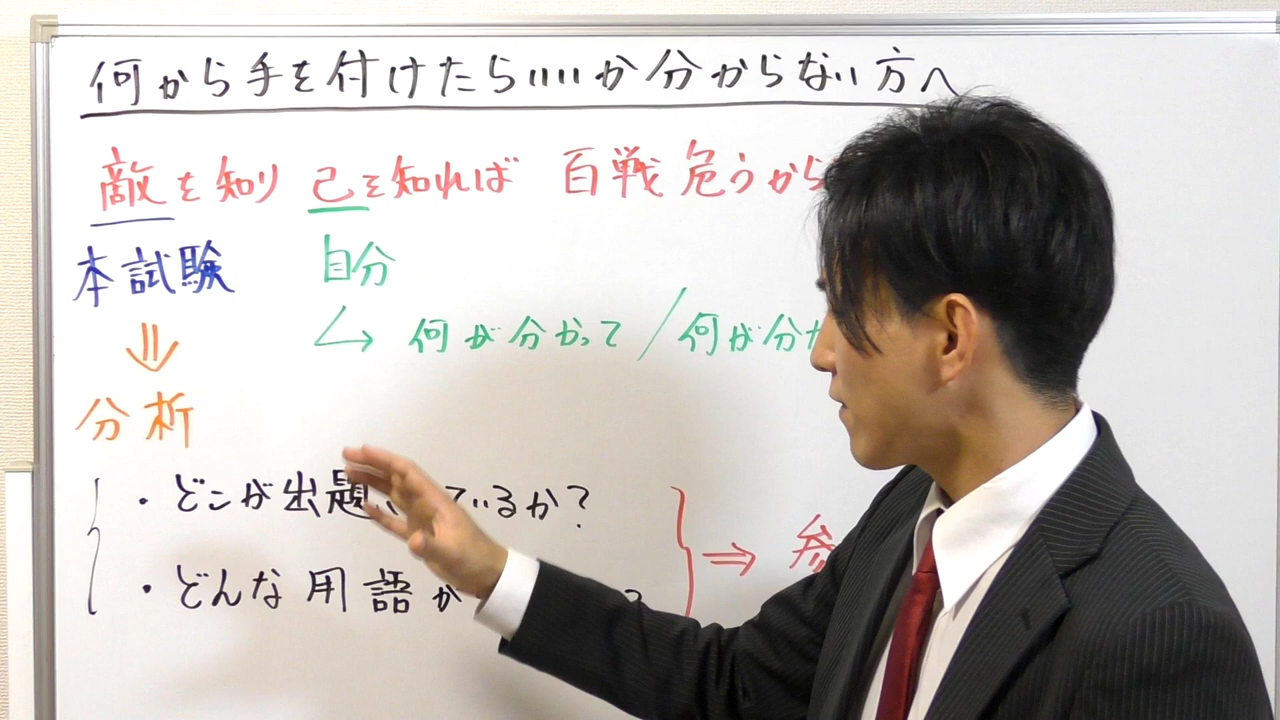 何から手を付けたらいいか分からない方へ
敵を知り 己を知れば 百戦危うから
本試験 自分
↳ 何が分かって / 何が分か
⇓
分析
・どこが出題 ているか?
・どんな用語が ?
⇒ 参